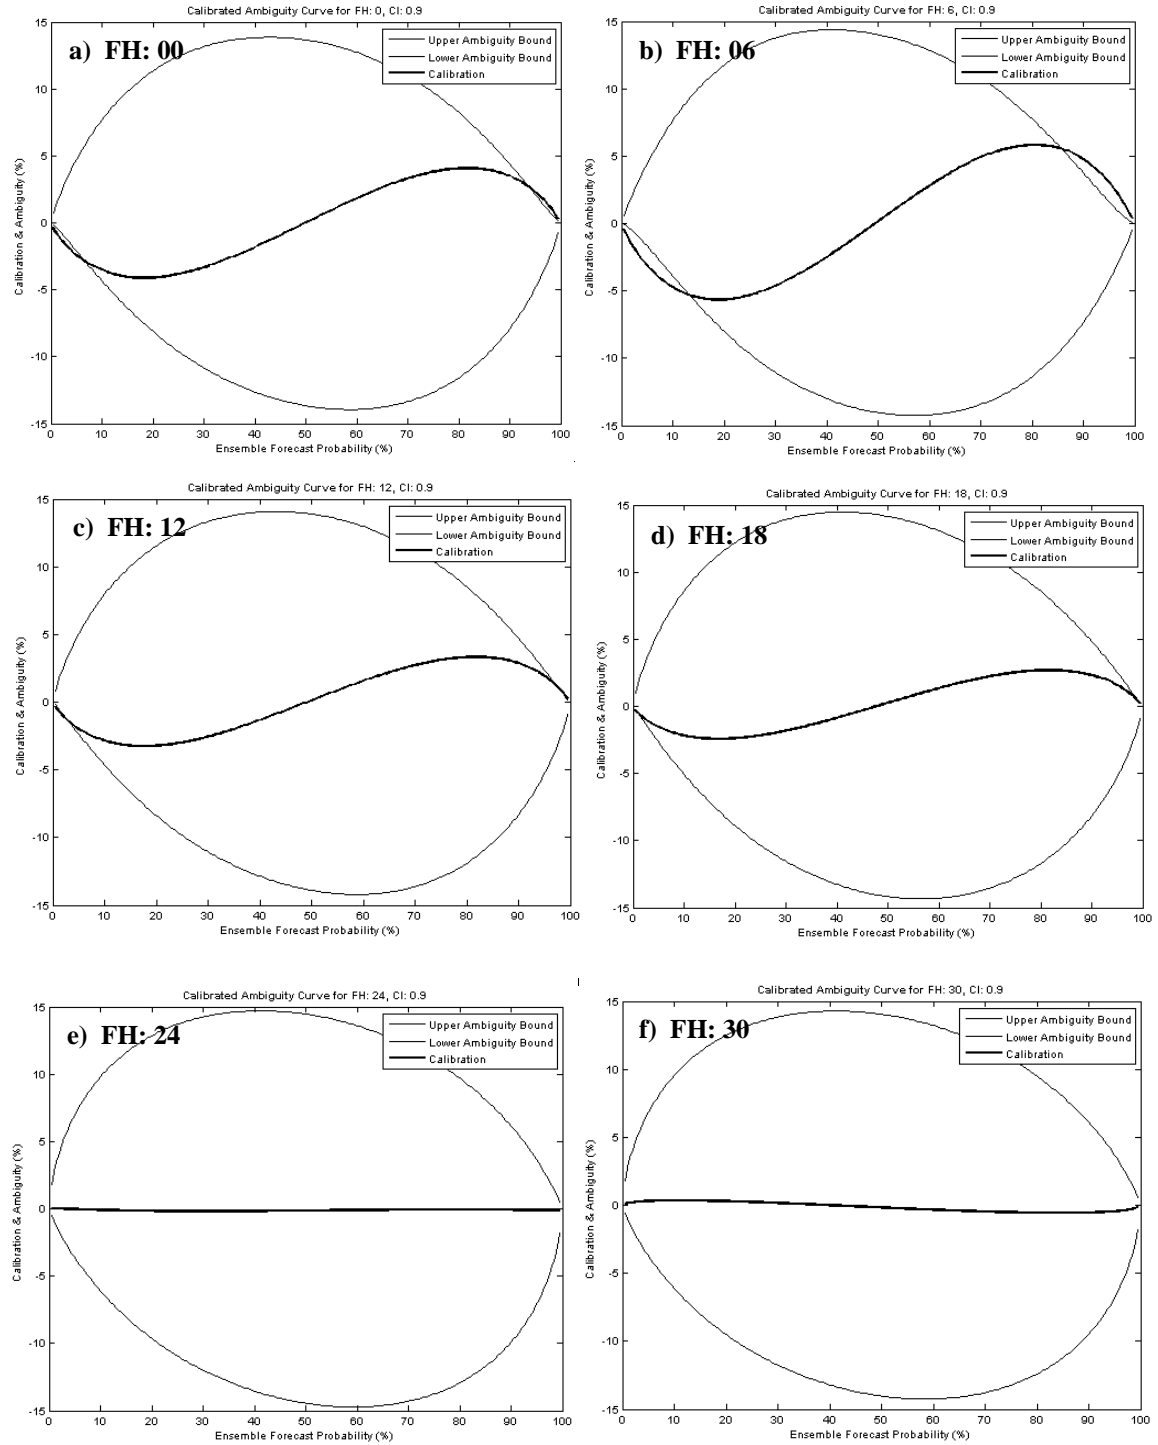 Calibrated Ambiguity Curve for FH: 0, CI: 0.9
a) FH: 00
Upper Ambiguity Bound
Lower Ambiguity Bound
Calibration
15
10
5
0
-5
-10
-15
Calibration & Ambiguity (%)
0 10 20 30 40 50 60 70 80 90 100
Ensemble Forecast Probability (%)
Calibrated Ambiguity Curve for FH: 6, CI: 0.9
b) FH: 06
Upper Ambiguity Bound
Lower Ambiguity Bound
Calibration
15
10
5
0
-5
-10
-15
Calibration & Ambiguity (%)
0 10 20 30 40 50 60 70 80 90 100
Ensemble Forecast Probability (%)
Calibrated Ambiguity Curve for FH: 12, CI: 0.9
c) FH: 12
Upper Ambiguity Bound
Lower Ambiguity Bound
Calibration
15
10
5
0
-5
-10
-15
Calibration & Ambiguity (%)
0 10 20 30 40 50 60 70 80 90 100
Ensemble Forecast Probability (%)
Calibrated Ambiguity Curve for FH: 18, CI: 0.9
d) FH: 18
Upper Ambiguity Bound
Lower Ambiguity Bound
Calibration
15
10
5
0
-5
-10
-15
Calibration & Ambiguity (%)
0 10 20 30 40 50 60 70 80 90 100
Ensemble Forecast Probability (%)
Calibrated Ambiguity Curve for FH: 24, CI: 0.9
e) FH: 24
Upper Ambiguity Bound
Lower Ambiguity Bound
Calibration
15
10
5
0
-5
-10
-15
Calibration & Ambiguity (%)
0 10 20 30 40 50 60 70 80 90 100
Ensemble Forecast Probability (%)
Calibrated Ambiguity Curve for FH: 30, CI: 0.9
f) FH: 30
Upper Ambiguity Bound
Lower Ambiguity Bound
Calibration
15
10
5
0
-5
-10
-15
Calibration & Ambiguity (%)
0 10 20 30 40 50 60 70 80 90 100
Ensemble Forecast Probability (%)